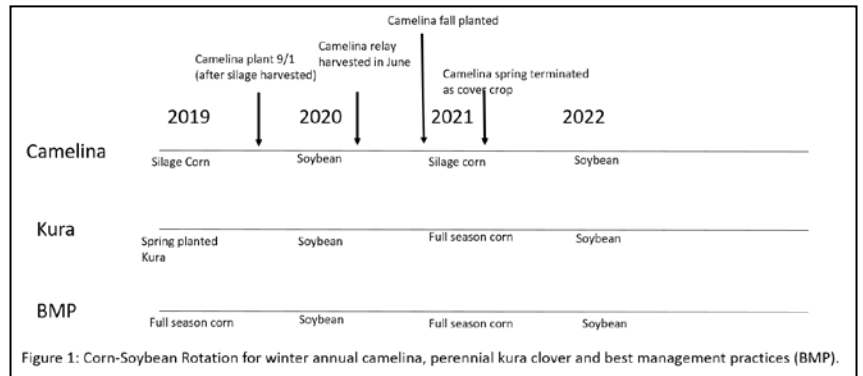 Camelina fall planted
Camelina plant 9/1
(after silage harvested)
Camelina relay
harvested in June
Camelina spring terminated
as cover crop
2019
2020
2021
2022
Camelina
Silage Corn
Soybean
Silage corn
Soybean
Kura
Spring planted
Kura
Soybean
Full season corn
Soybean
BMP
Full season corn
Soybean
Full season corn
Soybean
Figure 1: Corn-Soybean Rotation for winter annual camelina, perennial kura clover and best management practices (BMP).